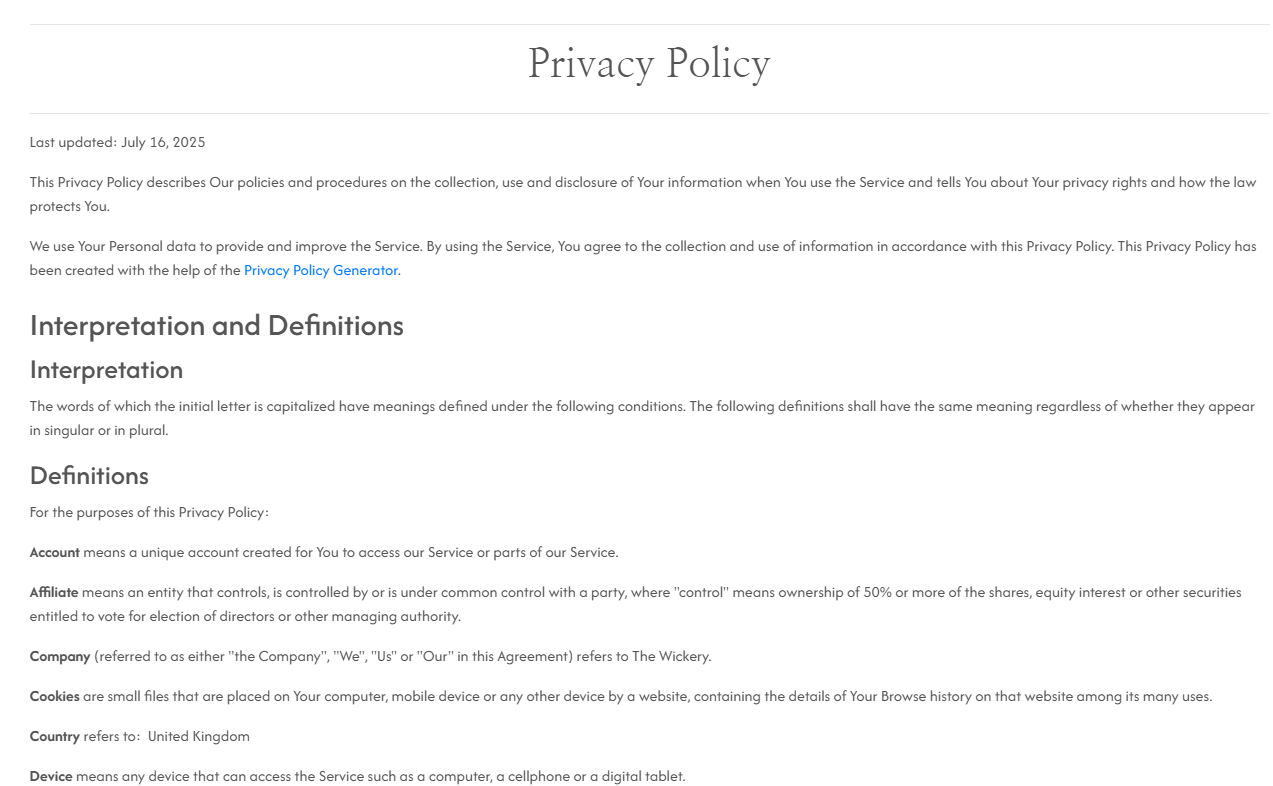 Privacy Policy
Last updated: July 16, 2025
This Privacy Policy describes Our policies and procedures on the collection, use and disclosure of Your information when You use the Service and tells You about Your privacy rights and how the law
protects You.
We use Your Personal data to provide and improve the Service. By using the Service, You agree to the collection and use of information in accordance with this Privacy Policy. This Privacy Policy has
been created with the help of the Privacy Policy Generator.
Interpretation and Definitions
Interpretation
The words of which the initial letter is capitalized have meanings defined under the following conditions. The following definitions shall have the same meaning regardless of whether they appear
in singular or in plural.
Definitions
For the purposes of this Privacy Policy:
Account means a unique account created for You to access our Service or parts of our Service.
Affiliate means an entity that controls, is controlled by or is under common control with a party, where "control" means ownership of 50% or more of the shares, equity interest or other securities
entitled to vote for election of directors or other managing authority.
Company (referred to as either "the Company", "We", "Us" or "Our" in this Agreement) refers to The Wickery.
Cookies are small files that are placed on Your computer, mobile device or any other device by a website, containing the details of Your Browse history on that website among its many uses.
Country refers to: United Kingdom
Device means any device that can access the Service such as a computer, a cellphone or a digital tablet.